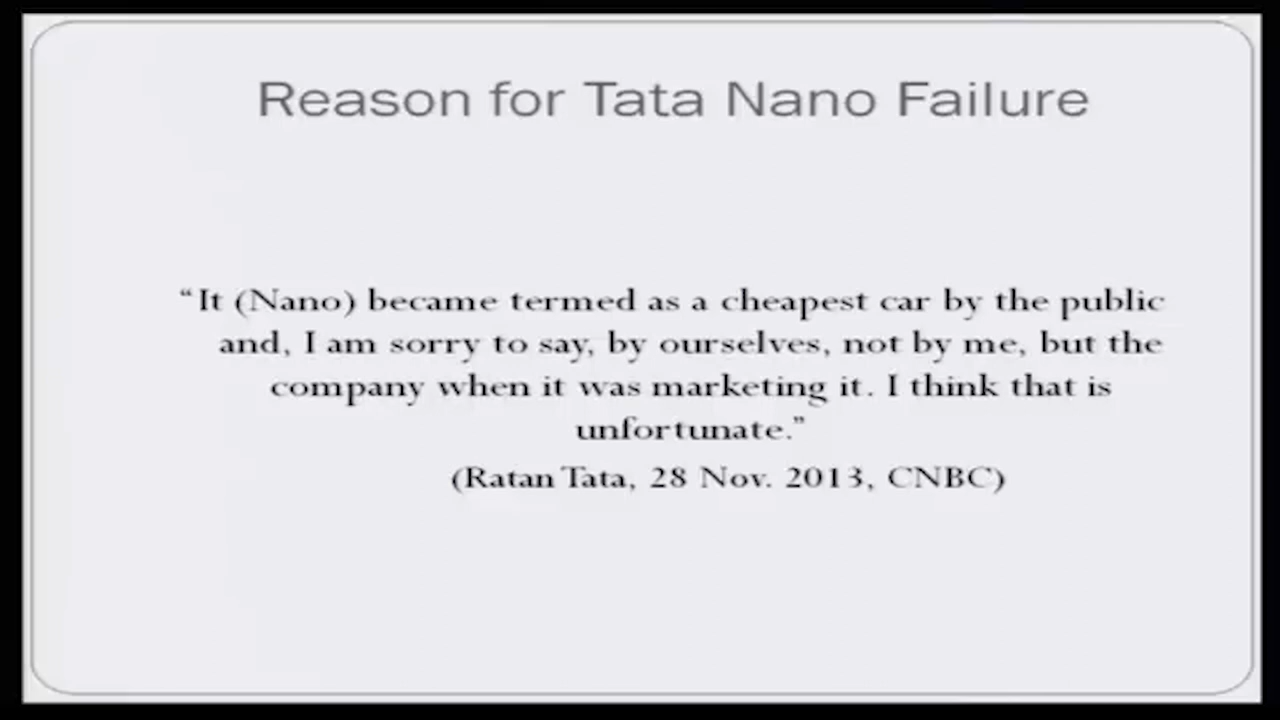 Reason for Tata Nano Failure
“It (Nano) became termed as a cheapest car by the public
and, I am sorry to say, by ourselves, not by me, but the
company when it was marketing it. I think that is
unfortunate.”
(Ratan Tata, 28 Nov. 2013, CNBC)